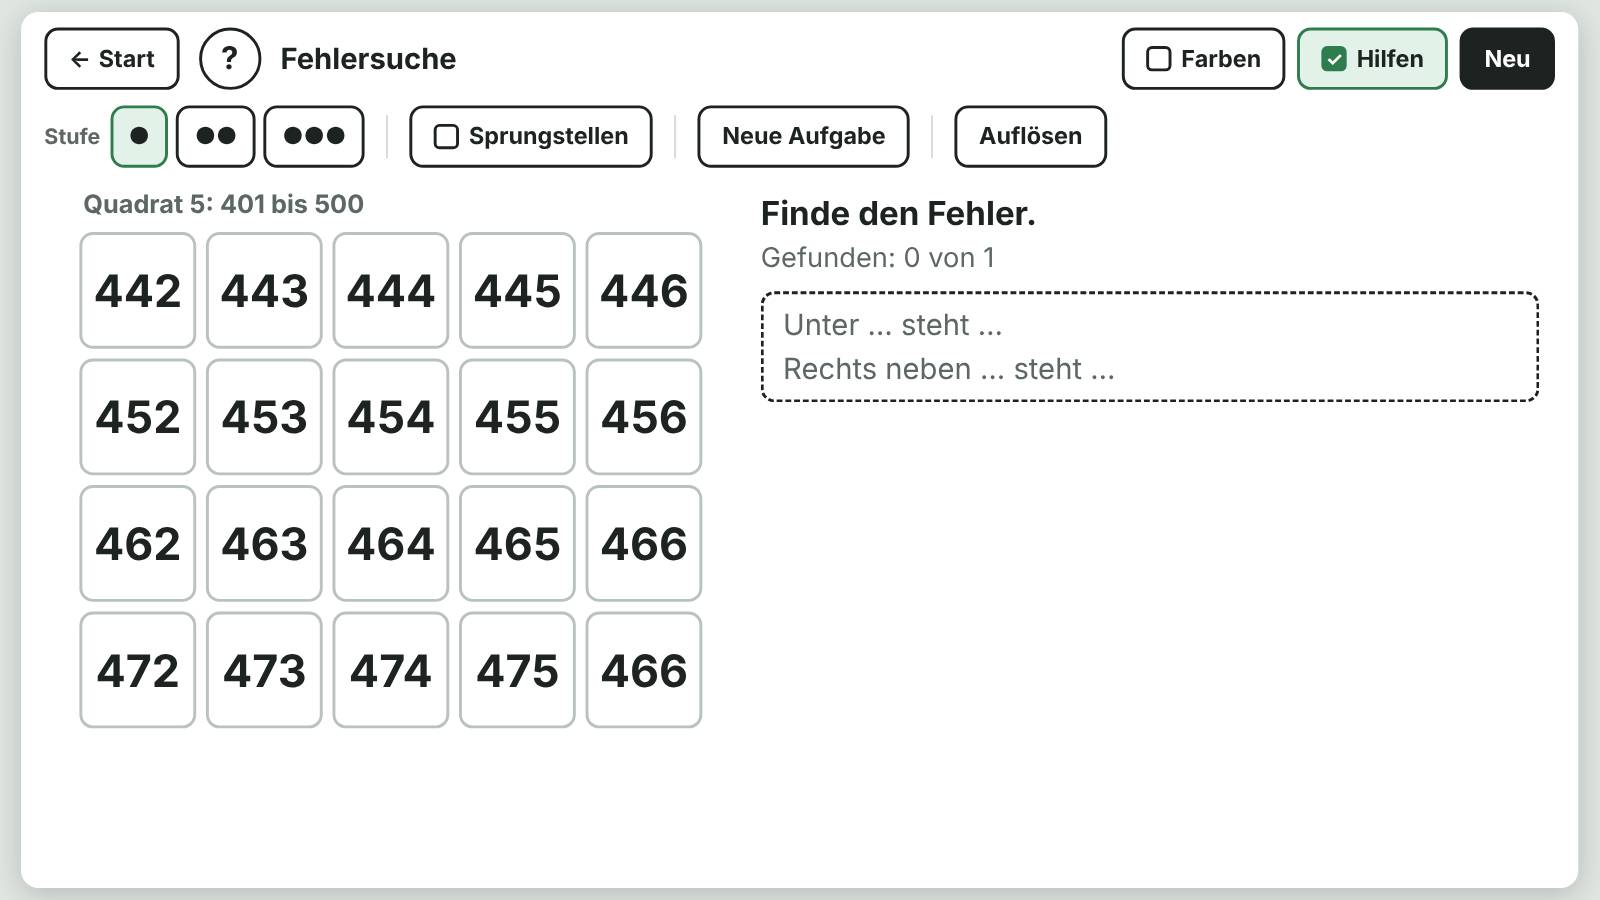 ← Start ? Fehlersuche Farben Hilfen Neu
Stufe Sprungstellen Neue Aufgabe Auflösen
Quadrat 5: 401 bis 500
442 443 444 445 446
452 453 454 455 456
462 463 464 465 466
472 473 474 475 466
Finde den Fehler.
Gefunden: 0 von 1
Unter ... steht ...
Rechts neben ... steht ...